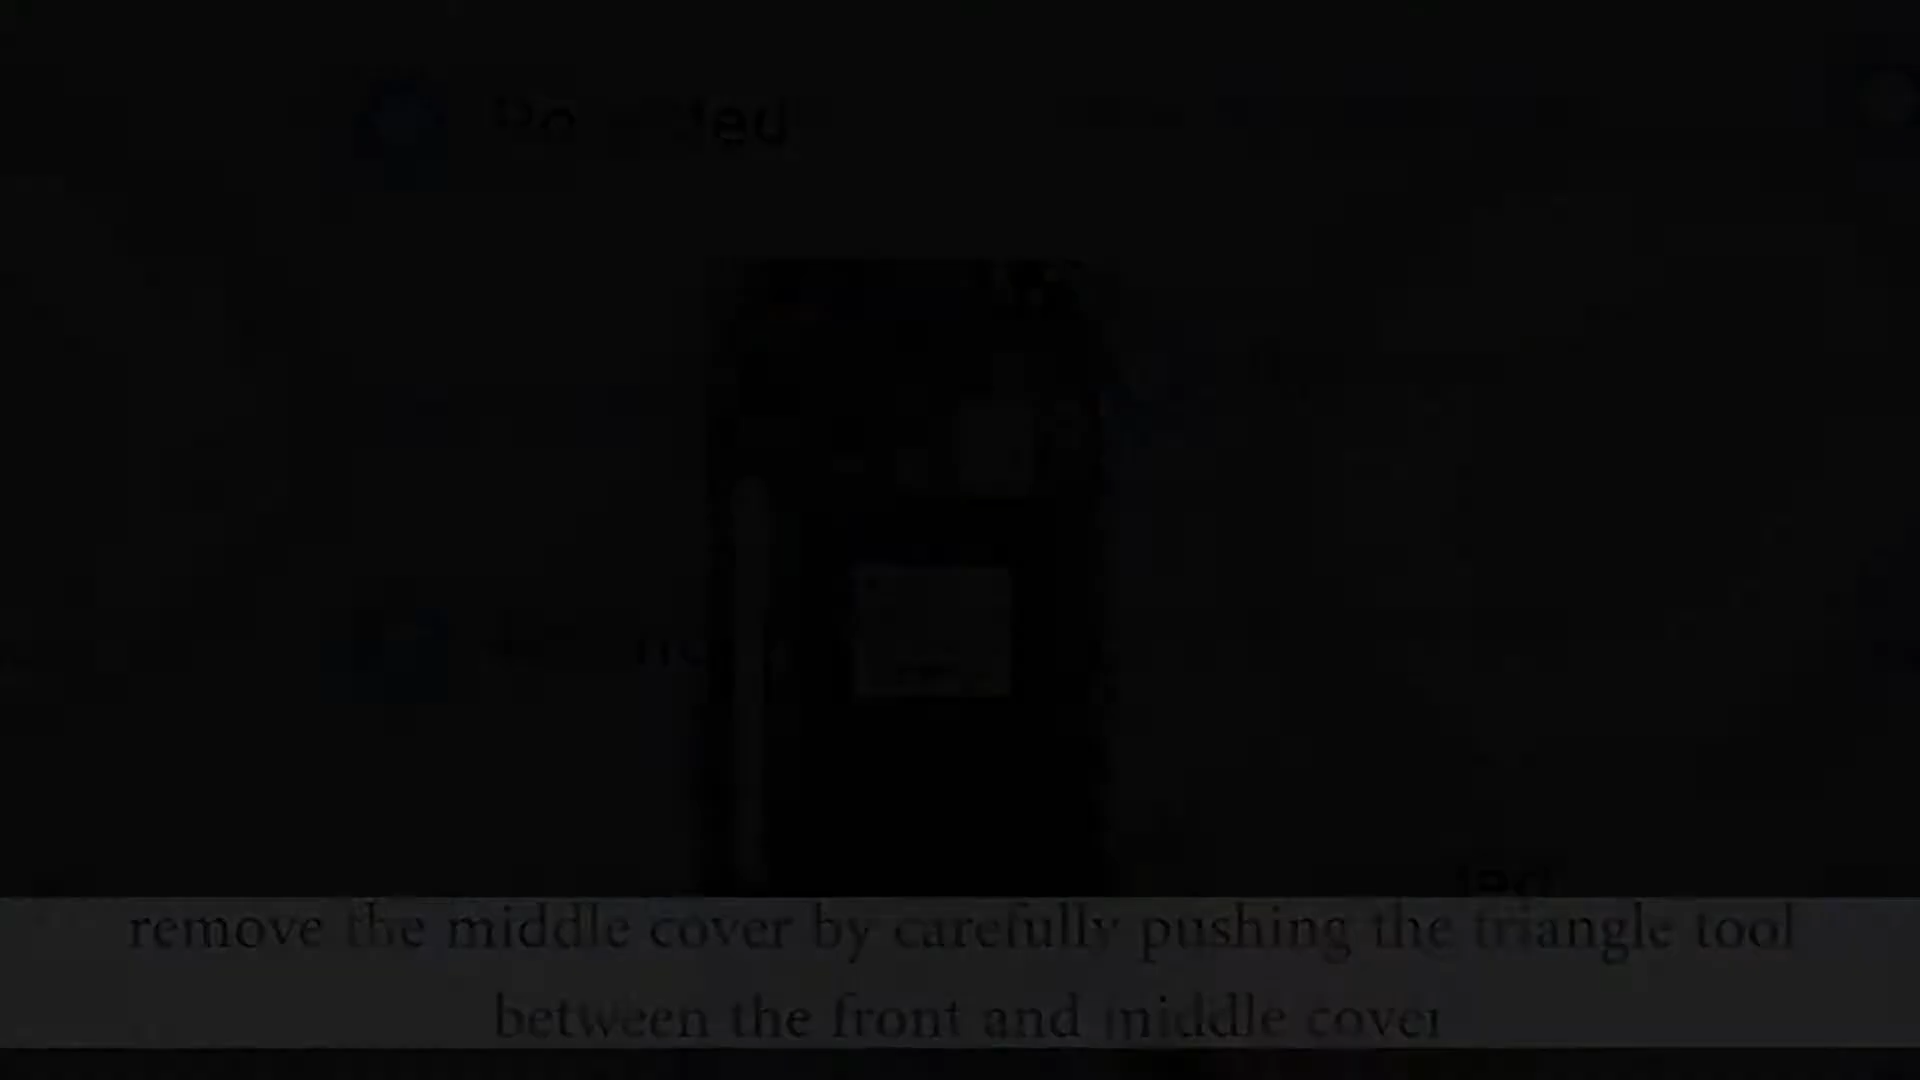 remove the middle cover by carefully pushing the triangle tool
between the front and middle cover